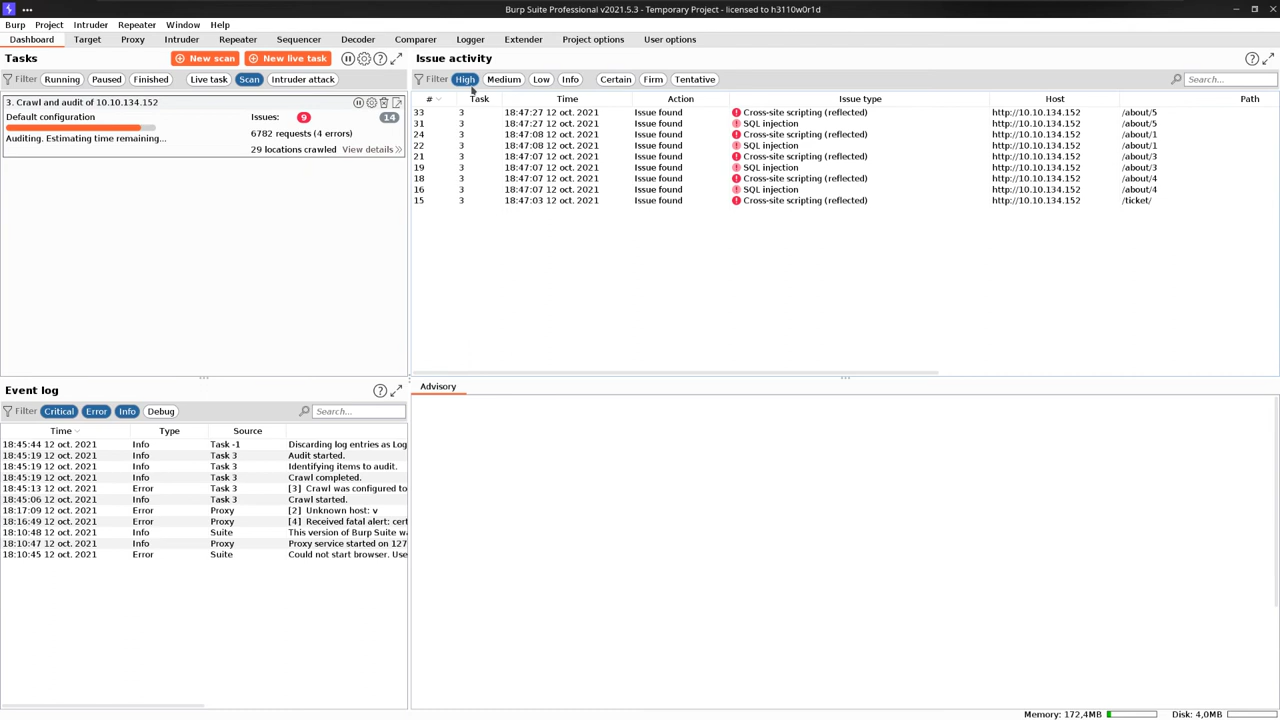 Burp Suite Professional v2021.5.3 - Temporary Project - licensed to h3110w0r1d
Burp Project Intruder Repeater Window Help
Dashboard Target Proxy Intruder Repeater Sequencer Decoder Comparer Logger Extender Project options User options
Tasks New scan New live task
Filter Running Paused Finished Live task Scan Intruder attack
3. Crawl and audit of 10.10.134.152
Default configuration Issues: 9 14
6782 requests (4 errors)
Auditing. Estimating time remaining...
29 locations crawled View details
Issue activity
Filter High Medium Low Info Certain Firm Tentative Search...
# Task Time Action Issue type Host Path
33 3 18:47:27 12 oct. 2021 Issue found Cross-site scripting (reflected) http://10.10.134.152 /about/5
31 3 18:47:27 12 oct. 2021 Issue found SQL injection http://10.10.134.152 /about/5
24 3 18:47:08 12 oct. 2021 Issue found Cross-site scripting (reflected) http://10.10.134.152 /about/1
22 3 18:47:08 12 oct. 2021 Issue found SQL injection http://10.10.134.152 /about/1
21 3 18:47:07 12 oct. 2021 Issue found Cross-site scripting (reflected) http://10.10.134.152 /about/3
19 3 18:47:07 12 oct. 2021 Issue found SQL injection http://10.10.134.152 /about/3
18 3 18:47:07 12 oct. 2021 Issue found Cross-site scripting (reflected) http://10.10.134.152 /about/4
16 3 18:47:07 12 oct. 2021 Issue found SQL injection http://10.10.134.152 /about/4
15 3 18:47:03 12 oct. 2021 Issue found Cross-site scripting (reflected) http://10.10.134.152 /ticket/
Event log
Filter Critical Error Info Debug Search...
Time Type Source
18:45:44 12 oct. 2021 Info Task -1 Discarding log entries as Log
18:45:19 12 oct. 2021 Info Task 3 Audit started.
18:45:19 12 oct. 2021 Info Task 3 Identifying items to audit.
18:45:19 12 oct. 2021 Info Task 3 Crawl completed.
18:45:13 12 oct. 2021 Error Task 3 [3] Crawl was configured to
18:45:06 12 oct. 2021 Info Task 3 Crawl started.
18:17:09 12 oct. 2021 Error Proxy [2] Unknown host: v
18:16:49 12 oct. 2021 Error Proxy [4] Received fatal alert: cert
18:10:48 12 oct. 2021 Info Suite This version of Burp Suite wa
18:10:47 12 oct. 2021 Info Proxy Proxy service started on 127
18:10:45 12 oct. 2021 Error Suite Could not start browser. Use
Advisory
Memory: 172,4MB Disk: 4,0MB